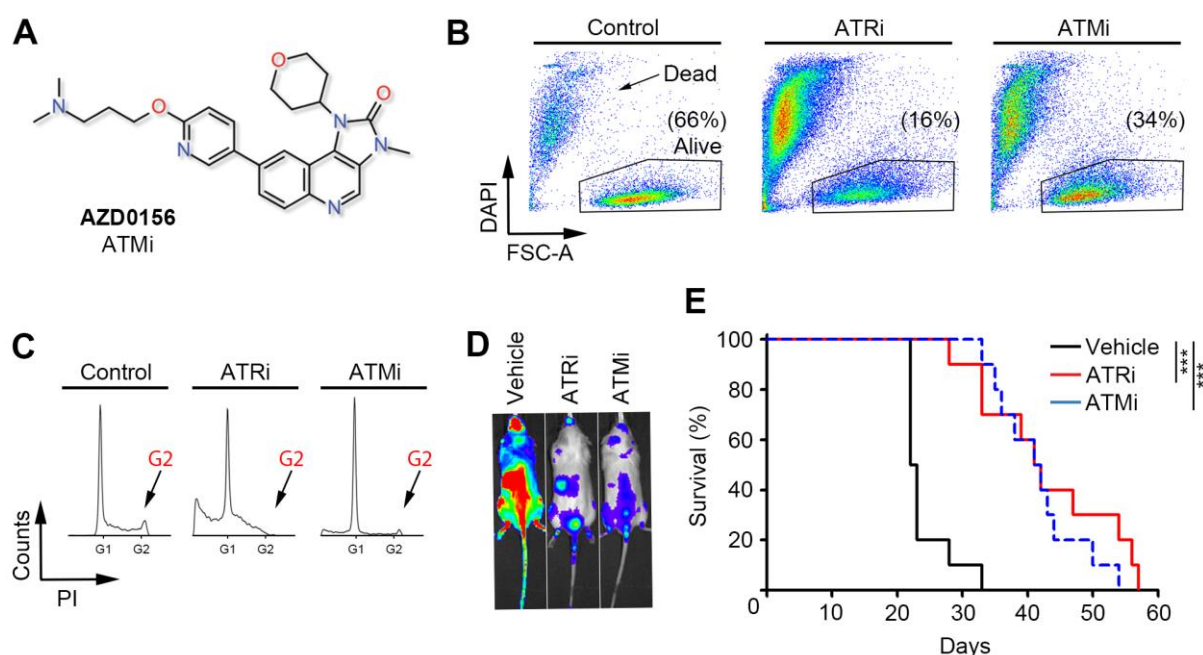 A
N
O
N
O
O
N
N
N
AZD0156
ATMi
B
Control
ATRi
ATMi
Dead
(66%)
Alive
(16%)
(34%)
DAPI
FSC-A
C
Control
ATRi
ATMi
G2
G2
G2
G1 G2
G1 G2
G1 G2
Counts
PI
D
Vehicle
ATRi
ATMi
E
Survival (%)
100
80
60
40
20
0
10 20 30 40 50 60
Days
Vehicle
ATRi
ATMi
***
***